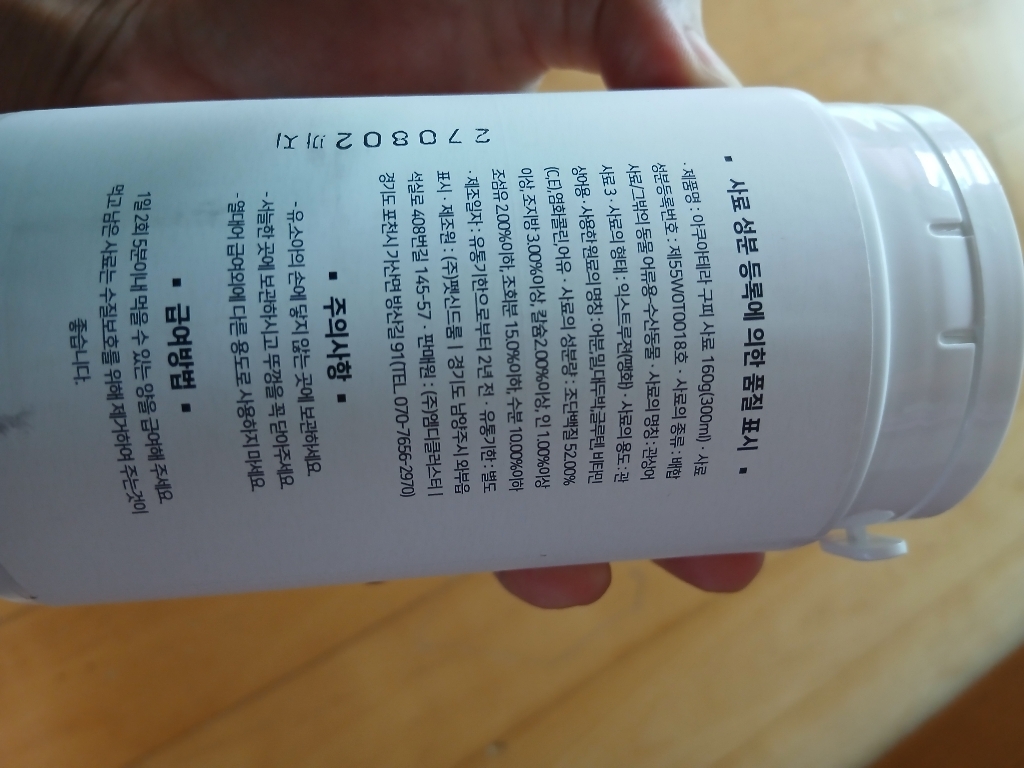 ▪ 사료 성분 등록에 의한 품질 표시 ▪
· 제품명 : 아쿠아테라 구피 사료 160g(300ml) · 사료
성분등록번호 : 제55W0T0018호 · 사료의 종류 : 배합
사료/그밖의 동물·어류용-수산동물 · 사료의 명칭 : 관상어
사료 3 · 사료의 형태 : 익스트루전(팽화) · 사료의 용도 : 관
상어용 · 사용한 원료의 명칭 : 어분,밀,대두박,글루텐,비타민
(C,E),염화콜린,어유 · 사료의 성분량 : 조단백질 52.00%
이상·조지방 3.00%이상, 칼슘 2.00%이상, 인 1.00%이상
조섬유 2.00%이하, 조회분 15.0%이하, 수분 10.00%이하
· 제조일자 : 유통기한으로부터 2년 전 · 유통기한 : 별도
표시 · 제조원 : (주)펫신드롬 | 경기도 남양주시 와부읍
석실로 408번길 145-57 · 판매원 : (주)엠디글로스터 |
경기도 포천시 가산면 방신길 91(TEL. 070-7656-2970)
270802까지
▪ 주의사항 ▪
-유소아의 손에 닿지 않는 곳에 보관하세요.
-서늘한 곳에 보관하시고 뚜껑을 꼭 닫아주세요.
-열대어 급여외에 다른 용도로 사용하지 마세요.
▪ 급여방법 ▪
1일 2회 5분이내 먹을 수 있는 양을 급여해 주세요.
먹고 남은 사료는 수질보호를 위해 제거하여 주는것이
좋습니다.